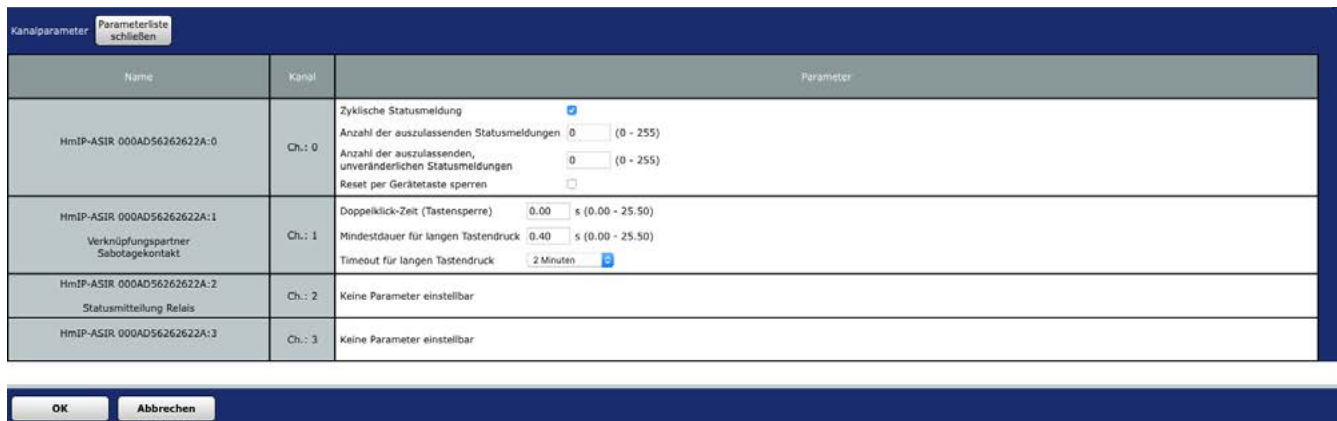 Kanalparameter
Parameterliste
schließen
Name
Kanal
Parameter
HmIP-ASIR 000AD56262622A:0
Ch.: 0
Zyklische Statusmeldung
Anzahl der auszulassenden Statusmeldungen 0 (0 - 255)
Anzahl der auszulassenden,
unveränderlichen Statusmeldungen 0 (0 - 255)
Reset per Gerätetaste sperren
HmIP-ASIR 000AD56262622A:1
Verknüpfungspartner
Sabotagekontakt
Ch.: 1
Doppelklick-Zeit (Tastensperre) 0.00 s (0.00 - 25.50)
Mindestdauer für langen Tastendruck 0.40 s (0.00 - 25.50)
Timeout für langen Tastendruck 2 Minuten
HmIP-ASIR 000AD56262622A:2
Statusmitteilung Relais
Ch.: 2
Keine Parameter einstellbar
HmIP-ASIR 000AD56262622A:3
Ch.: 3
Keine Parameter einstellbar
OK
Abbrechen